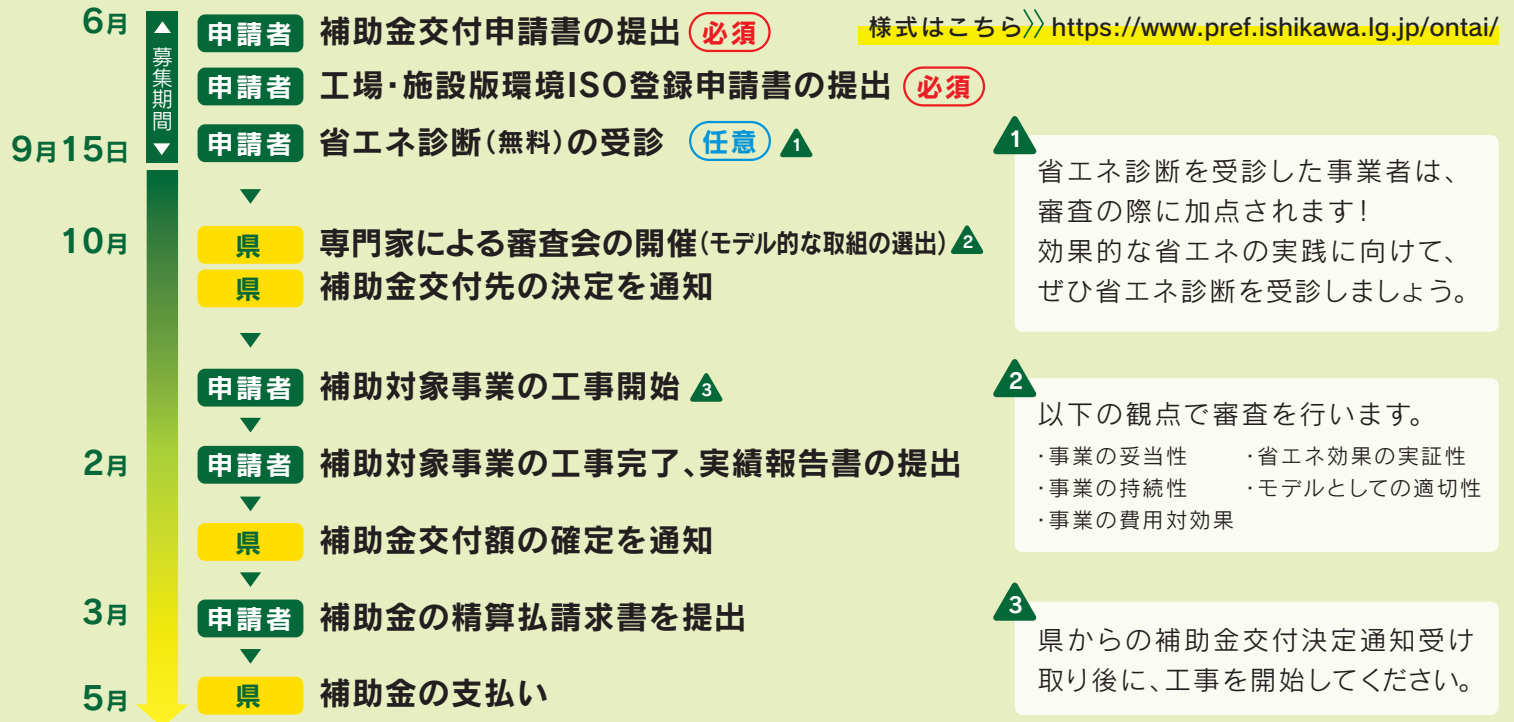 6月
▲募集期間▼
申請者 補助金交付申請書の提出 必須
様式はこちら》https://www.pref.ishikawa.lg.jp/ontai/
申請者 工場・施設版環境ISO登録申請書の提出 必須
9月15日
申請者 省エネ診断(無料)の受診 任意 1
▼
10月
県 専門家による審査会の開催(モデル的な取組の選出) 2
県 補助金交付先の決定を通知
▼
申請者 補助対象事業の工事開始 3
▼
2月
申請者 補助対象事業の工事完了、実績報告書の提出
▼
県 補助金交付額の確定を通知
▼
3月
申請者 補助金の精算払請求書を提出
▼
5月
県 補助金の支払い
1
省エネ診断を受診した事業者は、
審査の際に加点されます!
効果的な省エネの実践に向けて、
ぜひ省エネ診断を受診しましょう。
2
以下の観点で審査を行います。
・事業の妥当性 ・省エネ効果の実証性
・事業の持続性 ・モデルとしての適切性
・事業の費用対効果
3
県からの補助金交付決定通知受け
取り後に、工事を開始してください。